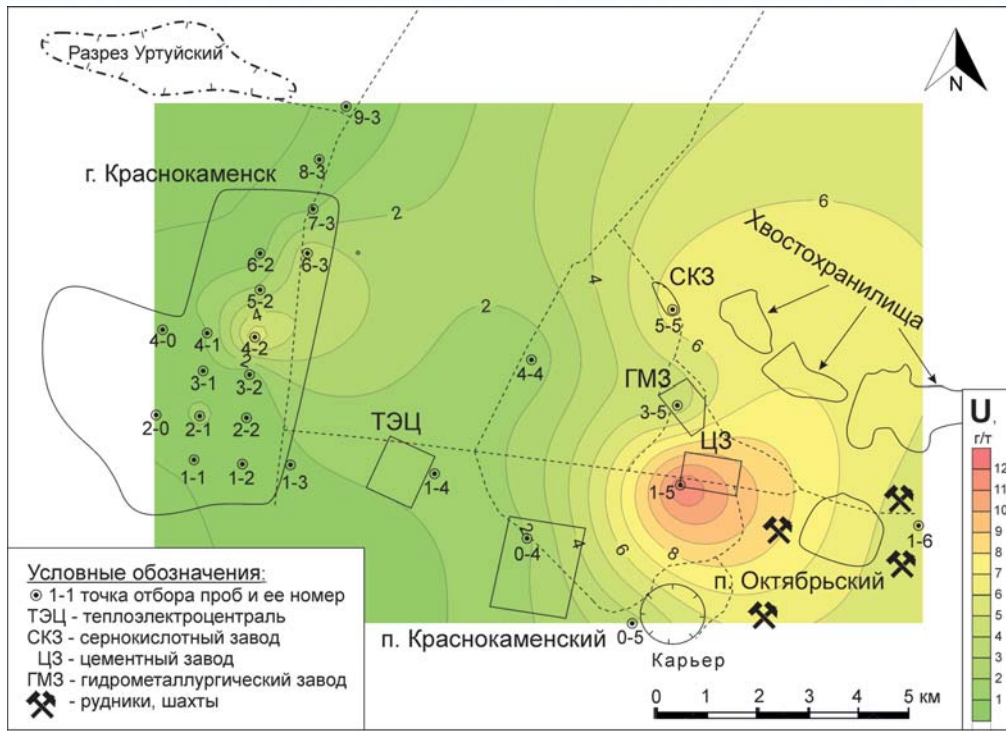 Разрез Уртуйский
N
9-3
8-3
г. Краснокаменск
7-3
2
6
Хвостохранилища
6-2
6-3
4
СКЗ
5-2
4
2
5-5
4-0
4-1
4-2
2
6
4-4
3-1
3-2
ГМЗ
3-5
U,
г/т
2-0
2-1
2-2
ТЭЦ
ЦЗ
1-1
1-2
1-3
1-4
1-5
12
11
10
9
8
7
6
5
4
3
2
1
1-6
2
4
6
8
0-4
п. Октябрьский
п. Краснокаменский
0-5
Карьер
0 1 2 3 4 5 км
Условные обозначения:
1-1 точка отбора проб и ее номер
ТЭЦ - теплоэлектроцентраль
СКЗ - сернокислотный завод
ЦЗ - цементный завод
ГМЗ - гидрометаллургический завод
- рудники, шахты